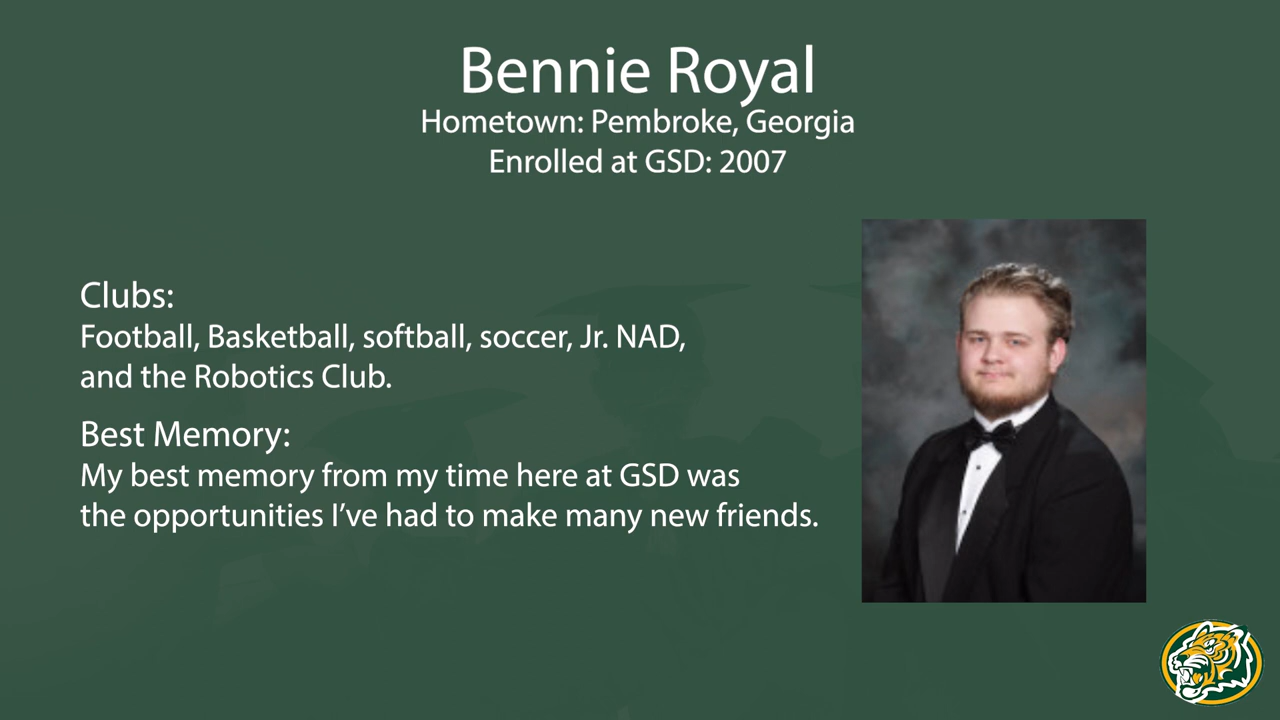 Bennie Royal
Hometown: Pembroke, Georgia
Enrolled at GSD: 2007
Clubs:
Football, Basketball, softball, soccer, Jr. NAD,
and the Robotics Club.
Best Memory:
My best memory from my time here at GSD was
the opportunities I’ve had to make many new friends.